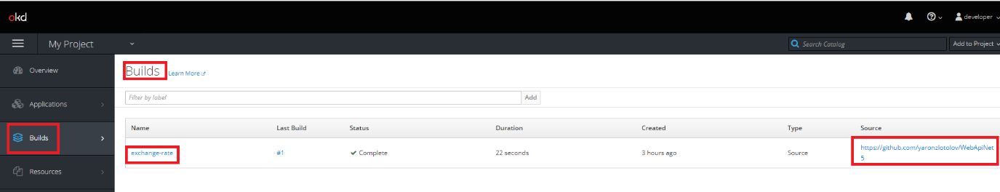 okd
developer
My Project
Search Catalog
Add to Project
Overview
Applications
Builds
Resources
Builds Learn More
Filter by label Add
Name Last Build Status Duration Created Type Source
exchange-rate #1 Complete 22 seconds 3 hours ago Source https://github.com/yaronzlotolov/WebApiNet
5